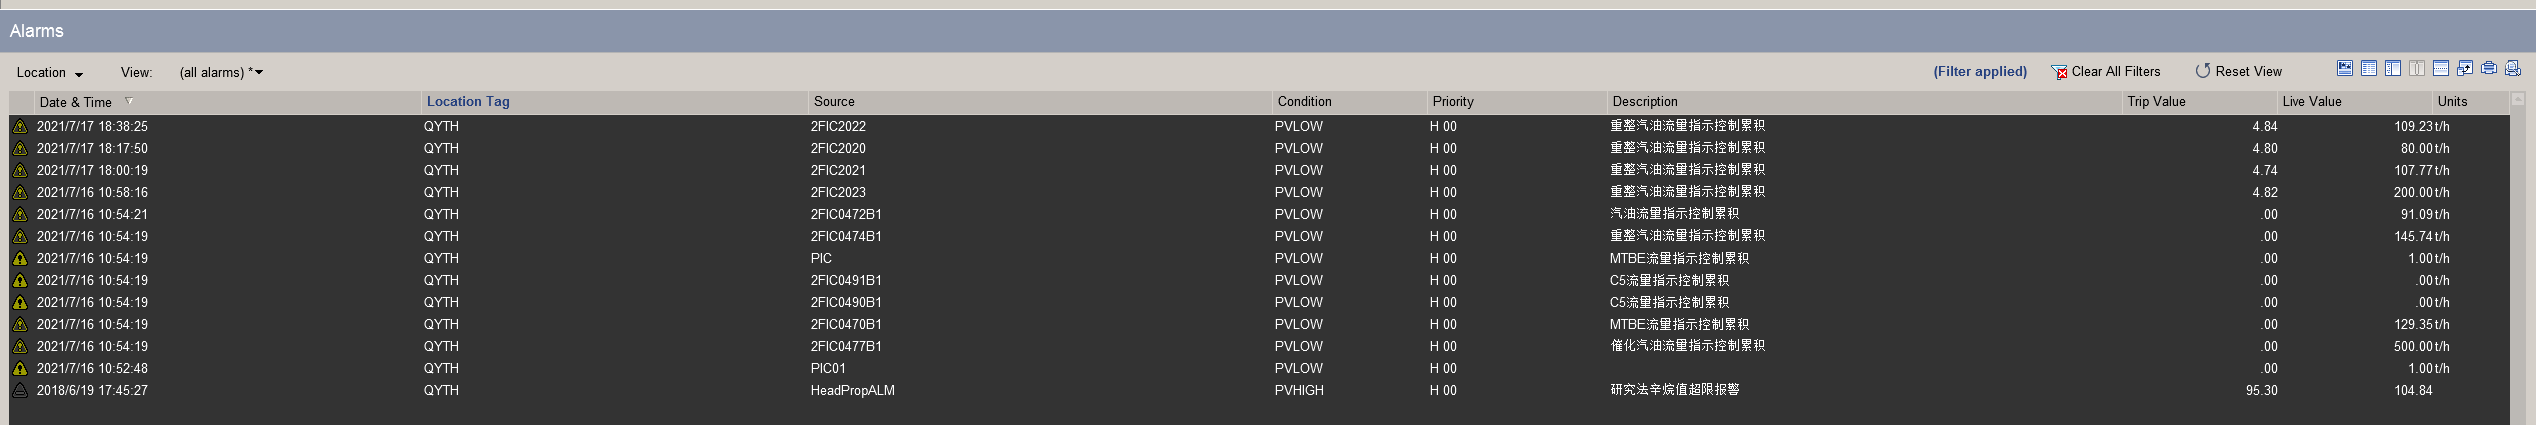 Alarms
Location View: (all alarms) * (Filter applied) Clear All Filters Reset View
Date & Time Location Tag Source Condition Priority Description Trip Value Live Value Units
2021/7/17 18:38:25 QYTH 2FIC2022 PVLOW H 00 重整汽油流量指示控制累积 4.84 109.23 t/h
2021/7/17 18:17:50 QYTH 2FIC2020 PVLOW H 00 重整汽油流量指示控制累积 4.80 80.00 t/h
2021/7/17 18:00:19 QYTH 2FIC2021 PVLOW H 00 重整汽油流量指示控制累积 4.74 107.77 t/h
2021/7/16 10:58:16 QYTH 2FIC2023 PVLOW H 00 重整汽油流量指示控制累积 4.82 200.00 t/h
2021/7/16 10:54:21 QYTH 2FIC0472B1 PVLOW H 00 汽油流量指示控制累积 .00 91.09 t/h
2021/7/16 10:54:19 QYTH 2FIC0474B1 PVLOW H 00 重整汽油流量指示控制累积 .00 145.74 t/h
2021/7/16 10:54:19 QYTH PIC PVLOW H 00 MTBE流量指示控制累积 .00 1.00 t/h
2021/7/16 10:54:19 QYTH 2FIC0491B1 PVLOW H 00 C5流量指示控制累积 .00 .00 t/h
2021/7/16 10:54:19 QYTH 2FIC0490B1 PVLOW H 00 C5流量指示控制累积 .00 .00 t/h
2021/7/16 10:54:19 QYTH 2FIC0470B1 PVLOW H 00 MTBE流量指示控制累积 .00 129.35 t/h
2021/7/16 10:54:19 QYTH 2FIC0477B1 PVLOW H 00 催化汽油流量指示控制累积 .00 500.00 t/h
2021/7/16 10:52:48 QYTH PIC01 PVLOW H 00 .00 1.00 t/h
2018/6/19 17:45:27 QYTH HeadPropALM PVHIGH H 00 研究法辛烷值超限报警 95.30 104.84